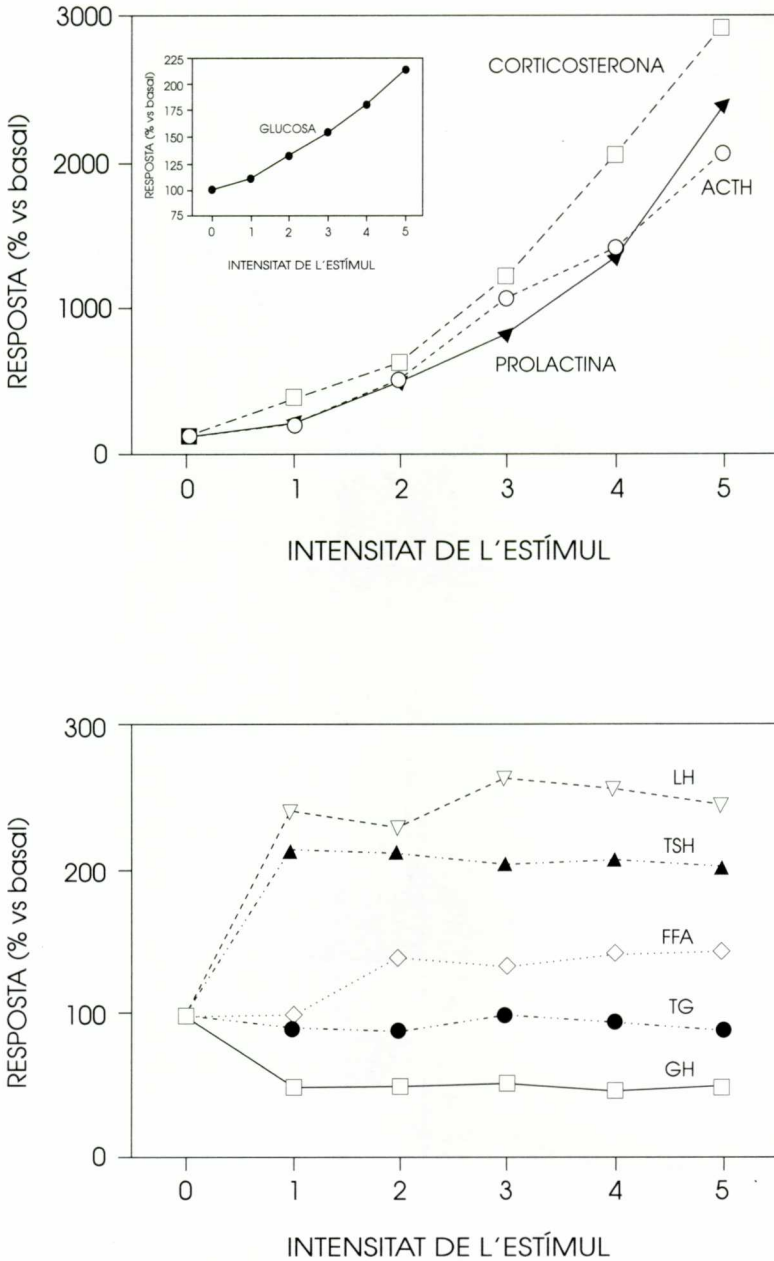 3000
2000
1000
0
RESPOSTA (% vs basal)
225
200
175
150
125
100
75
RESPOSTA (% vs basal)
GLUCOSA
0 1 2 3 4 5
INTENSITAT DE L'ESTÍMUL
CORTICOSTERONA
ACTH
PROLACTINA
0 1 2 3 4 5
INTENSITAT DE L'ESTÍMUL
300
200
100
0
RESPOSTA (% vs basal)
LH
TSH
FFA
TG
GH
0 1 2 3 4 5
INTENSITAT DE L'ESTÍMUL